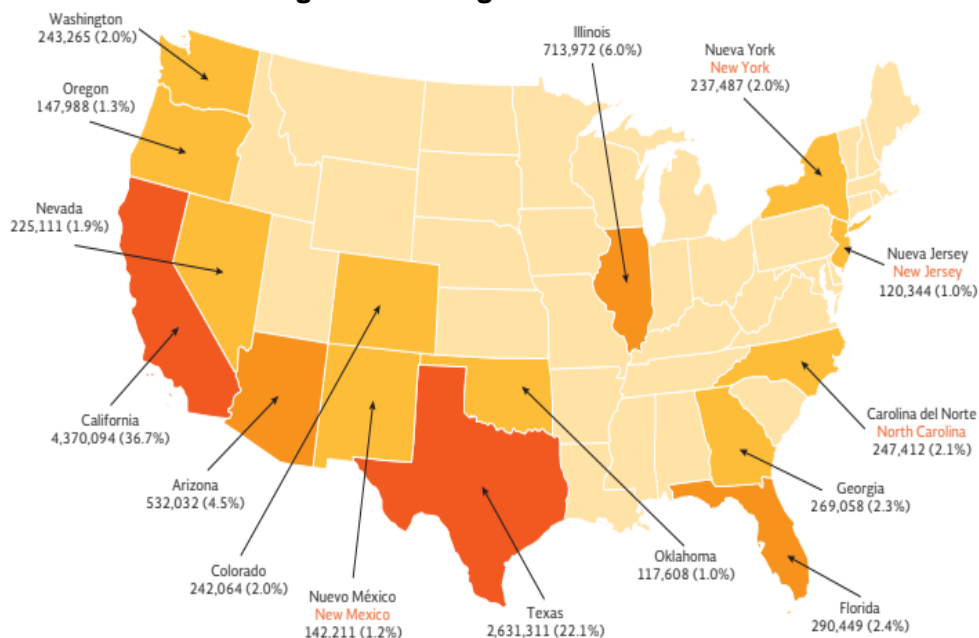 Washington
243,265 (2.0%)
Oregon
147,988 (1.3%)
Nevada
225,111 (1.9%)
California
4,370,094 (36.7%)
Arizona
532,032 (4.5%)
Colorado
242,064 (2.0%)
Nuevo México
New Mexico
142,211 (1.2%)
Texas
2,631,311 (22.1%)
Oklahoma
117,608 (1.0%)
Illinois
713,972 (6.0%)
Nueva York
New York
237,487 (2.0%)
Nueva Jersey
New Jersey
120,344 (1.0%)
Carolina del Norte
North Carolina
247,412 (2.1%)
Georgia
269,058 (2.3%)
Florida
290,449 (2.4%)